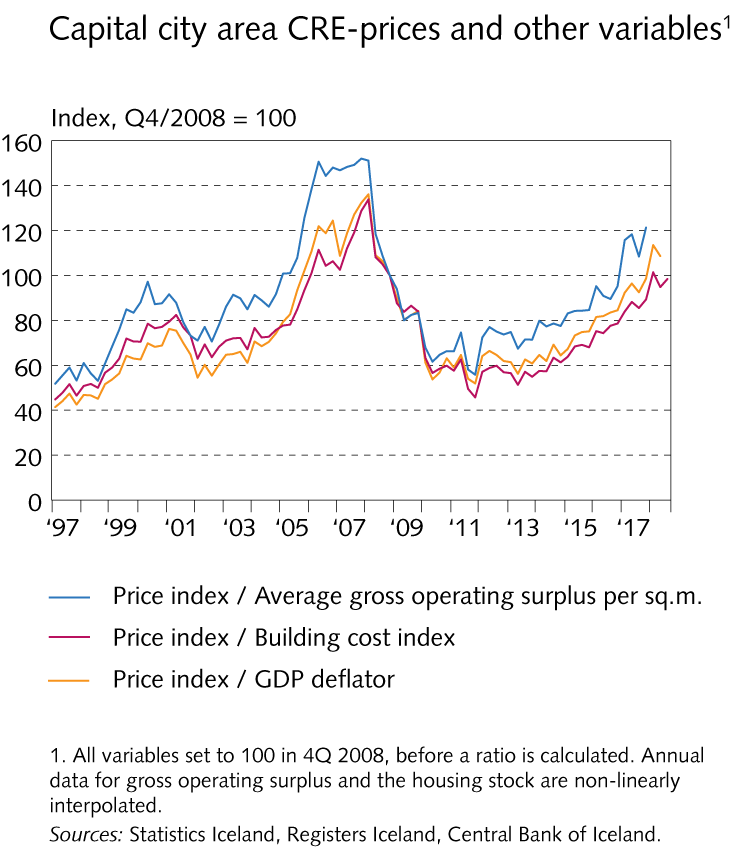 Capital city area CRE-prices and other variables¹
Index, Q4/2008 = 100
160
140
120
100
80
60
40
20
0
‘97 ‘99 ‘01 ‘03 ‘05 ‘07 ‘09 ‘11 ‘13 ‘15 ‘17
Price index / Average gross operating surplus per sq.m.
Price index / Building cost index
Price index / GDP deflator
1. All variables set to 100 in 4Q 2008, before a ratio is calculated. Annual
data for gross operating surplus and the housing stock are non-linearly
interpolated.
Sources: Statistics Iceland, Registers Iceland, Central Bank of Iceland.